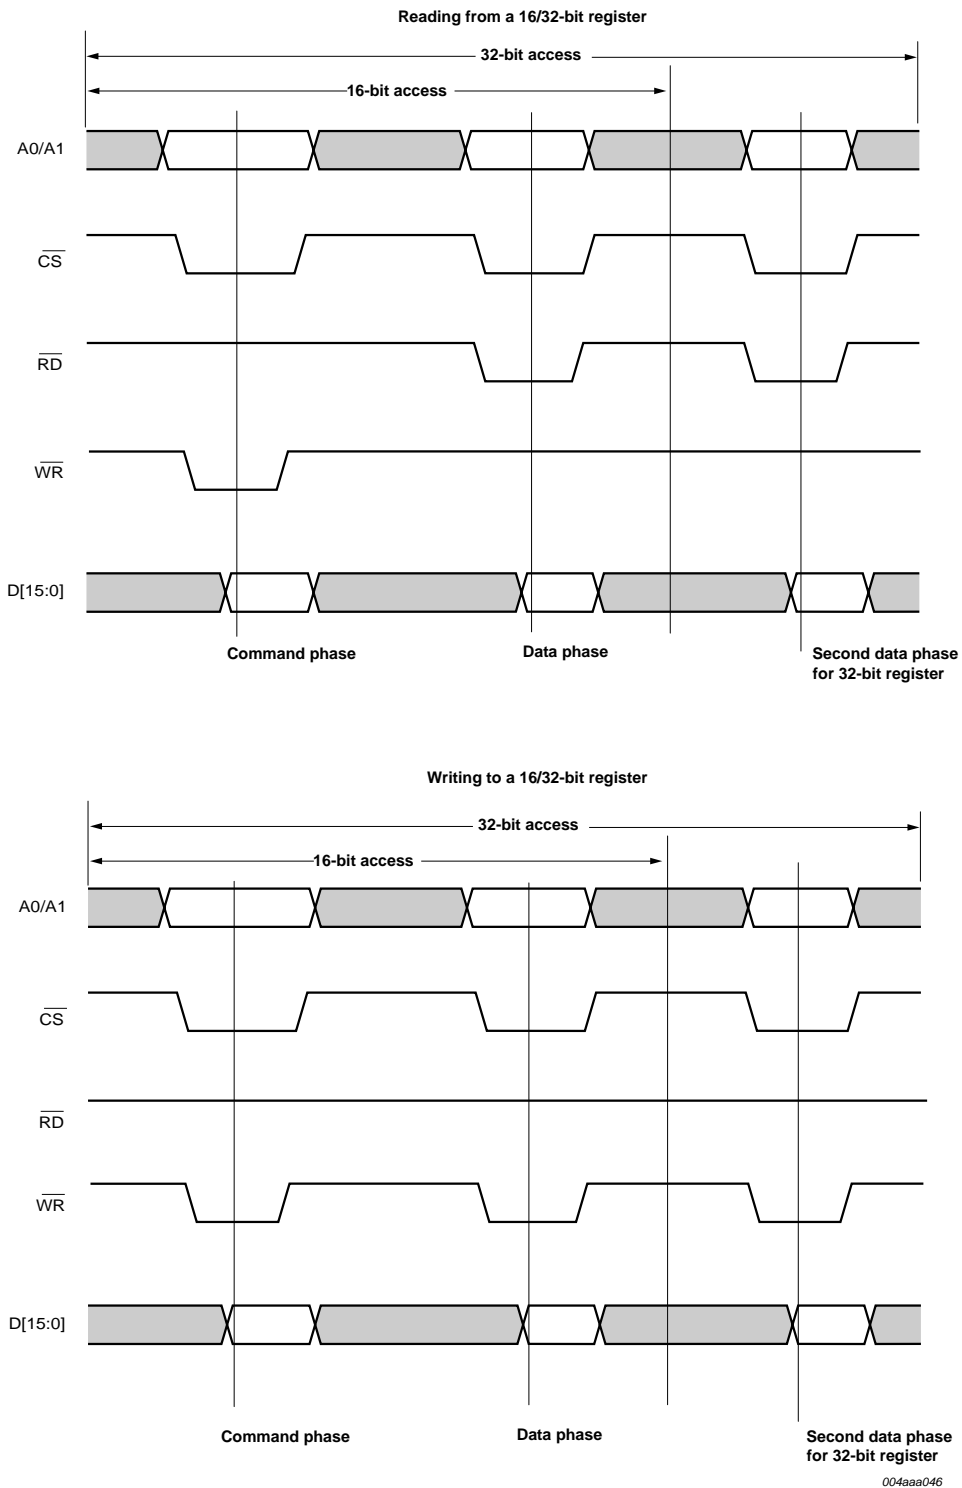 Reading from a 16/32-bit register
32-bit access
16-bit access
A0/A1
CS
RD
WR
D[15:0]
Command phase
Data phase
Second data phase
for 32-bit register
Writing to a 16/32-bit register
32-bit access
16-bit access
A0/A1
CS
RD
WR
D[15:0]
Command phase
Data phase
Second data phase
for 32-bit register
004aaa046